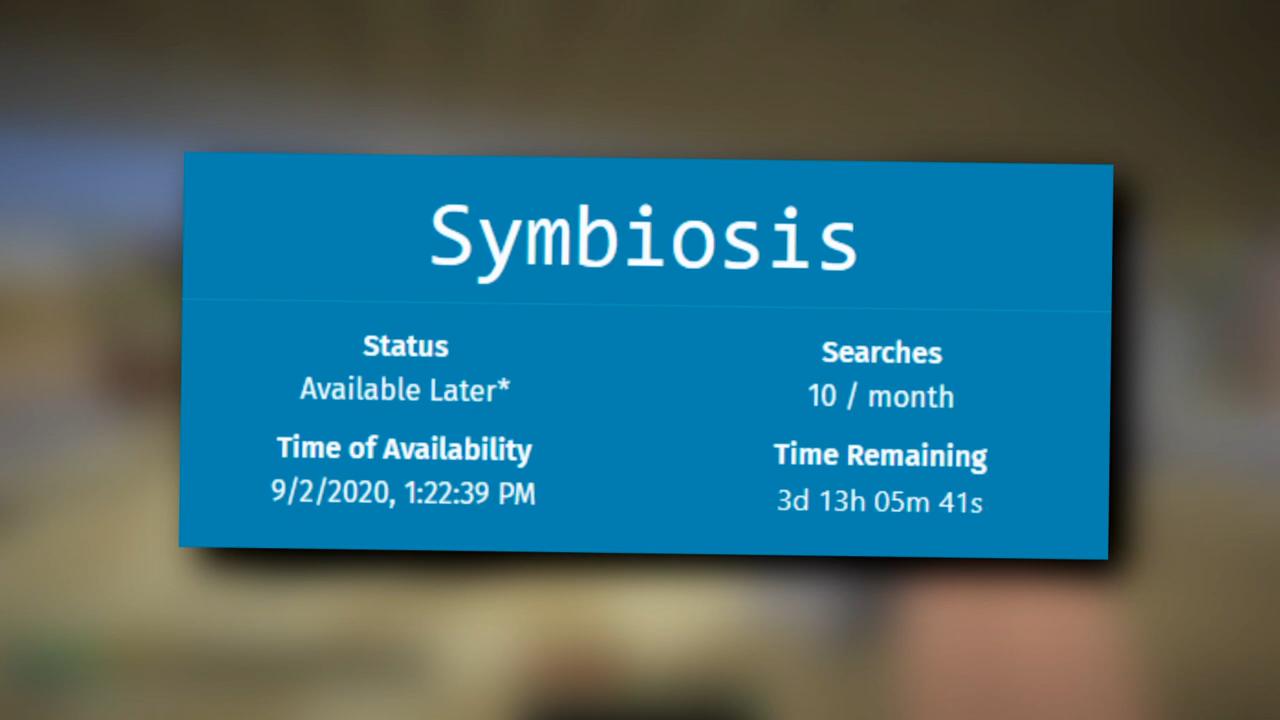 Symbiosis
Status
Available Later*
Searches
10 / month
Time of Availability
9/2/2020, 1:22:39 PM
Time Remaining
3d 13h 05m 41s